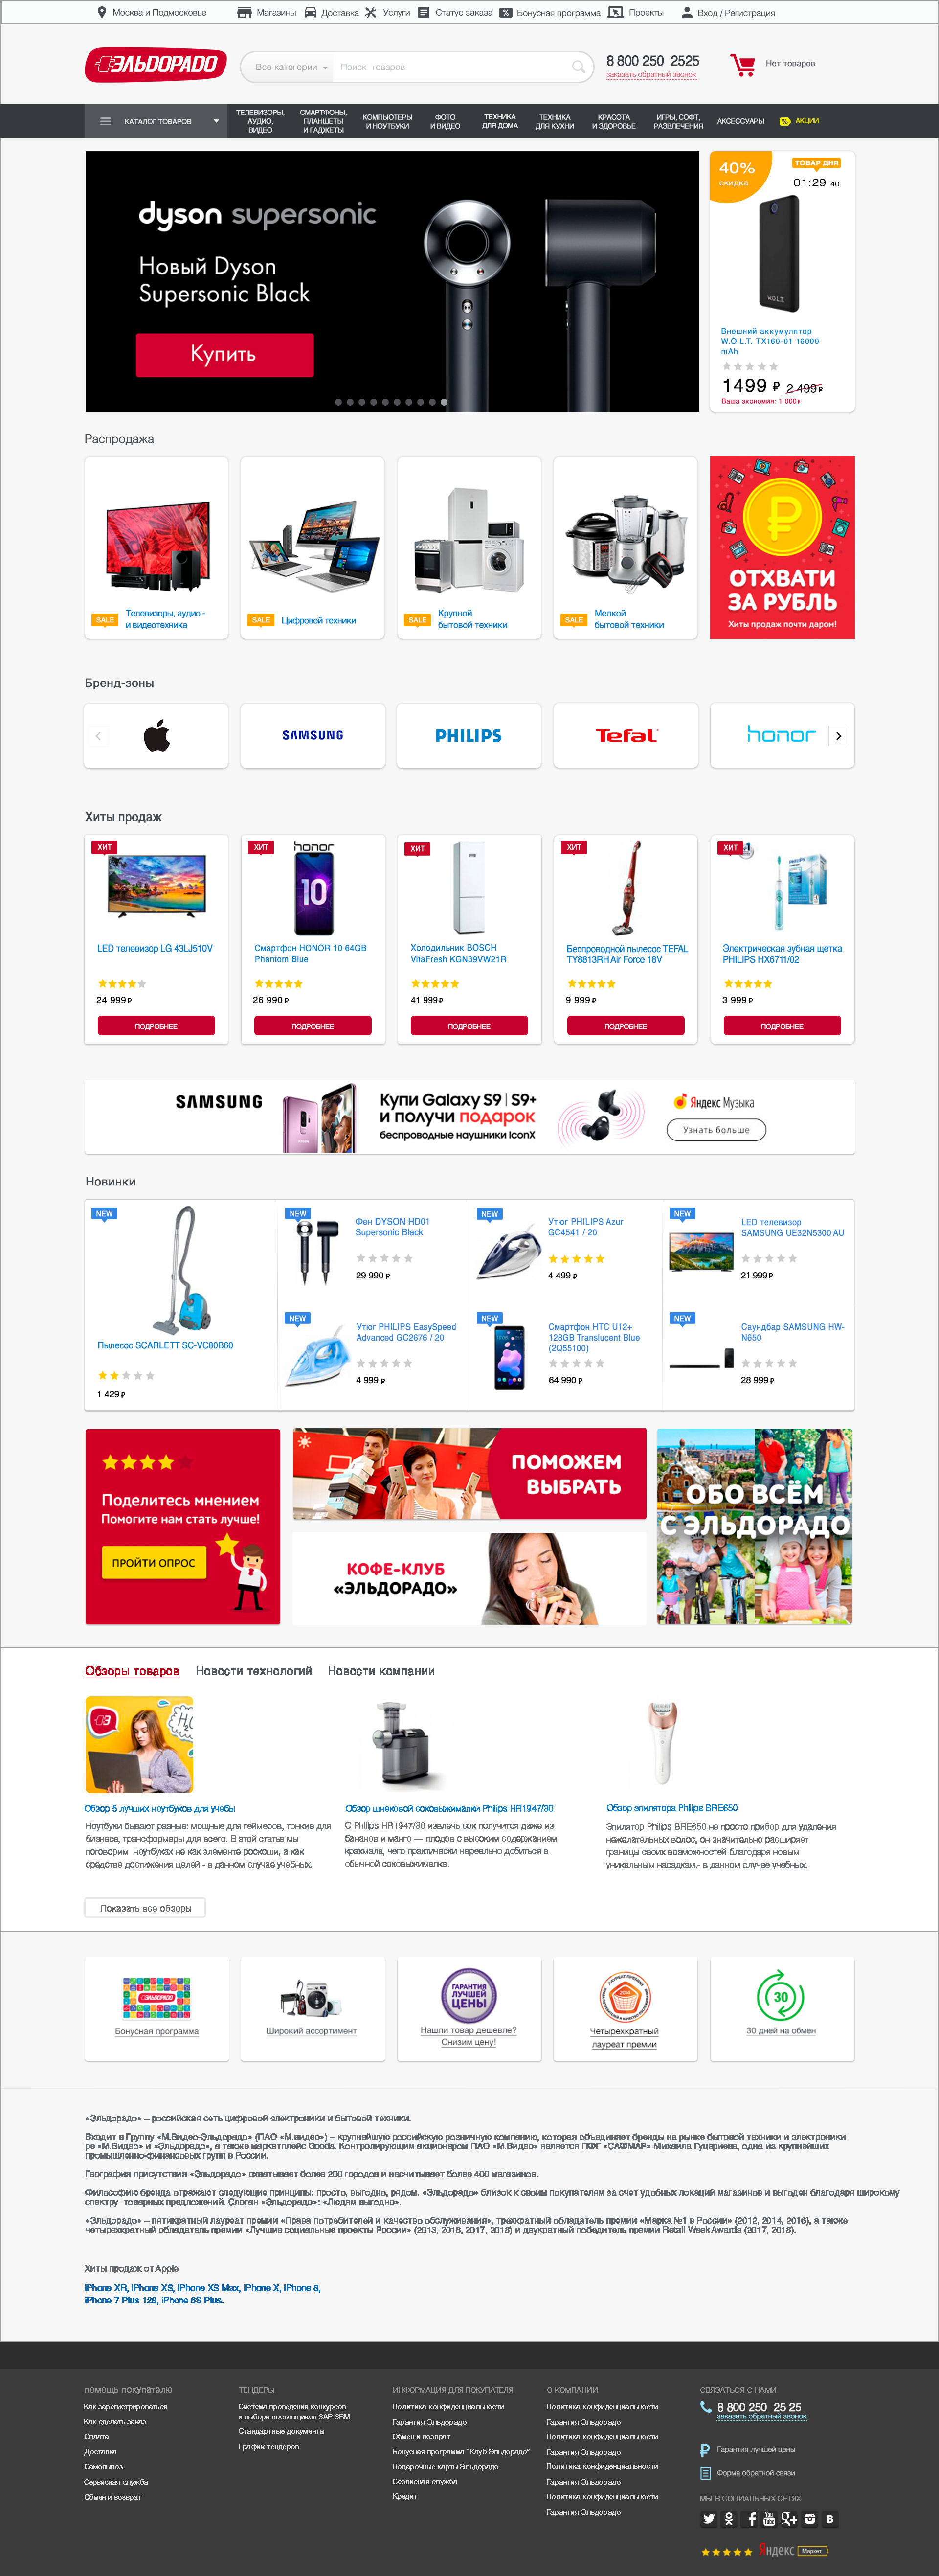 Москва и Подмосковье
Магазины
Доставка
Услуги
Статус заказа
Бонусная программа
Проекты
Вход / Регистрация
ЭЛЬДОРАДО
Все категории
Поиск товаров
8 800 250 2525
заказать обратный звонок
Нет товаров
КАТАЛОГ ТОВАРОВ
ТЕЛЕВИЗОРЫ,
АУДИО,
ВИДЕО
СМАРТФОНЫ,
ПЛАНШЕТЫ
И ГАДЖЕТЫ
КОМПЬЮТЕРЫ
И НОУТБУКИ
ФОТО
И ВИДЕО
ТЕХНИКА
ДЛЯ ДОМА
ТЕХНИКА
ДЛЯ КУХНИ
КРАСОТА
И ЗДОРОВЬЕ
ИГРЫ, СОФТ,
РАЗВЛЕЧЕНИЯ
АКСЕССУАРЫ
% АКЦИИ
dyson supersonic
Новый Dyson
Supersonic Black
Купить
40%
скидка
ТОВАР ДНЯ
01:29 40
W.O.L.T.
Внешний аккумулятор
W.O.L.T. TX160-01 16000
mAh
1499 ₽ 2 499 ₽
Ваша экономия: 1 000 ₽
Распродажа
SALE
Телевизоры, аудио -
и видеотехника
SALE
Цифровой техники
SALE
Крупной
бытовой техники
SALE
Мелкой
бытовой техники
₽
ОТХВАТИ
ЗА РУБЛЬ
Хиты продаж почти даром!
Бренд-зоны
SAMSUNG
PHILIPS
Tefal
honor
Хиты продаж
ХИТ
LED телевизор LG 43LJ510V
24 999 ₽
ПОДРОБНЕЕ
ХИТ
honor
10
Смартфон HONOR 10 64GB
Phantom Blue
26 990 ₽
ПОДРОБНЕЕ
ХИТ
Холодильник BOSCH
VitaFresh KGN39VW21R
41 999 ₽
ПОДРОБНЕЕ
ХИТ
Беспроводной пылесос TEFAL
TY8813RH Air Force 18V
9 999 ₽
ПОДРОБНЕЕ
ХИТ
1
Электрическая зубная щетка
PHILIPS HX6711/02
3 999 ₽
ПОДРОБНЕЕ
SAMSUNG
Купи Galaxy S9 | S9+
и получи подарок
беспроводные наушники IconX
Яндекс Музыка
Узнать больше
Новинки
NEW
Пылесос SCARLETT SC-VC80B60
1 429 ₽
NEW
Фен DYSON HD01
Supersonic Black
29 990 ₽
NEW
Утюг PHILIPS Azur
GC4541 / 20
4 499 ₽
NEW
LED телевизор
SAMSUNG UE32N5300 AU
21 999 ₽
NEW
Утюг PHILIPS EasySpeed
Advanced GC2676 / 20
4 999 ₽
NEW
Смартфон HTC U12+
128GB Translucent Blue
(2Q55100)
64 990 ₽
NEW
Саундбар SAMSUNG HW-
N650
28 999 ₽
Поделитесь мнением
Помогите нам стать лучше!
ПРОЙТИ ОПРОС
ПОМОЖЕМ
ВЫБРАТЬ
КОФЕ-КЛУБ
«ЭЛЬДОРАДО»
ОБО ВСЁМ
С ЭЛЬДОРАДО
Обзоры товаров
Новости технологий
Новости компании
Обзор 5 лучших ноутбуков для учебы
Ноутбуки бывают разные: мощные для геймеров, тонкие для
бизнеса, трансформеры для всего. В этой статье мы
поговорим ноутбуках не как элементе роскоши, а как
средстве достижения целей - в данном случае учебных.
Обзор шнековой соковыжималки Philips HR1947/30
С Philips HR1947/30 извлечь сок получится даже из
бананов и манго — плодов с высоким содержанием
крахмала, чего практически нереально добиться в
обычной соковыжималке.
Обзор эпилятора Philips BRE650
Эпилятор Philips BRE650 не просто прибор для удаления
нежелательных волос, он значительно расширяет
границы своих возможностей благодаря новым
уникальным насадкам.- в данном случае учебных.
Показать все обзоры
ЭЛЬДОРАДО
Бонусная программа
Широкий ассортимент
ГАРАНТИЯ
ЛУЧШЕЙ
ЦЕНЫ
Нашли товар дешевле?
Снизим цену!
Четырехкратный
лауреат премии
30
30 дней на обмен
«Эльдорадо» – российская сеть цифровой электроники и бытовой техники.
Входит в Группу «М.Видео-Эльдорадо» (ПАО «М.видео») – крупнейшую российскую розничную компанию, которая объединяет бренды на рынке бытовой техники и электроники
ре «М.Видео» и «Эльдорадо», а также маркетплейс Goods. Контролирующим акционером ПАО «М.Видео» является ПФГ «САФМАР» Михаила Гуцериева, одна из крупнейших
промышленно-финансовых групп в России.
География присутствия «Эльдорадо» охватывает более 200 городов и насчитывает более 400 магазинов.
Философию бренда отражают следующие принципы: просто, выгодно, рядом. «Эльдорадо» близок к своим покупателям за счет удобных локаций магазинов и выгоден благодаря широкому
спектру товарных предложений. Слоган «Эльдорадо»: «Людям выгодно».
«Эльдорадо» – пятикратный лауреат премии «Права потребителей и качество обслуживания», трехкратный обладатель премии «Марка №1 в России» (2012, 2014, 2016), а также
четырехкратный обладатель премии «Лучшие социальные проекты России» (2013, 2016, 2017, 2018) и двукратный победитель премии Retail Week Awards (2017, 2018).
Хиты продаж от Apple
iPhone XR, iPhone XS, iPhone XS Max, iPhone X, iPhone 8,
iPhone 7 Plus 128, iPhone 6S Plus.
ПОМОЩЬ ПОКУПАТЕЛЮ
Как зарегистрироваться
Как сделать заказ
Оплата
Доставка
Самовывоз
Сервисная служба
Обмен и возврат
ТЕНДЕРЫ
Система проведения конкурсов
и выбора поставщиков SAP SRM
Стандартные документы
График тендеров
ИНФОРМАЦИЯ ДЛЯ ПОКУПАТЕЛЯ
Политика конфиденциальности
Гарантия Эльдорадо
Обмен и возврат
Бонусная программа "Клуб Эльдорадо"
Подарочные карты Эльдорадо
Сервисная служба
Кредит
О КОМПАНИИ
Политика конфиденциальности
Гарантия Эльдорадо
Политика конфиденциальности
Гарантия Эльдорадо
Политика конфиденциальности
Гарантия Эльдорадо
Политика конфиденциальности
Гарантия Эльдорадо
СВЯЗАТЬСЯ С НАМИ
8 800 250 25 25
заказать обратный звонок
Гарантия лучшей цены
Форма обратной связи
МЫ В СОЦИАЛЬНЫХ СЕТЯХ
Яндекс Маркет